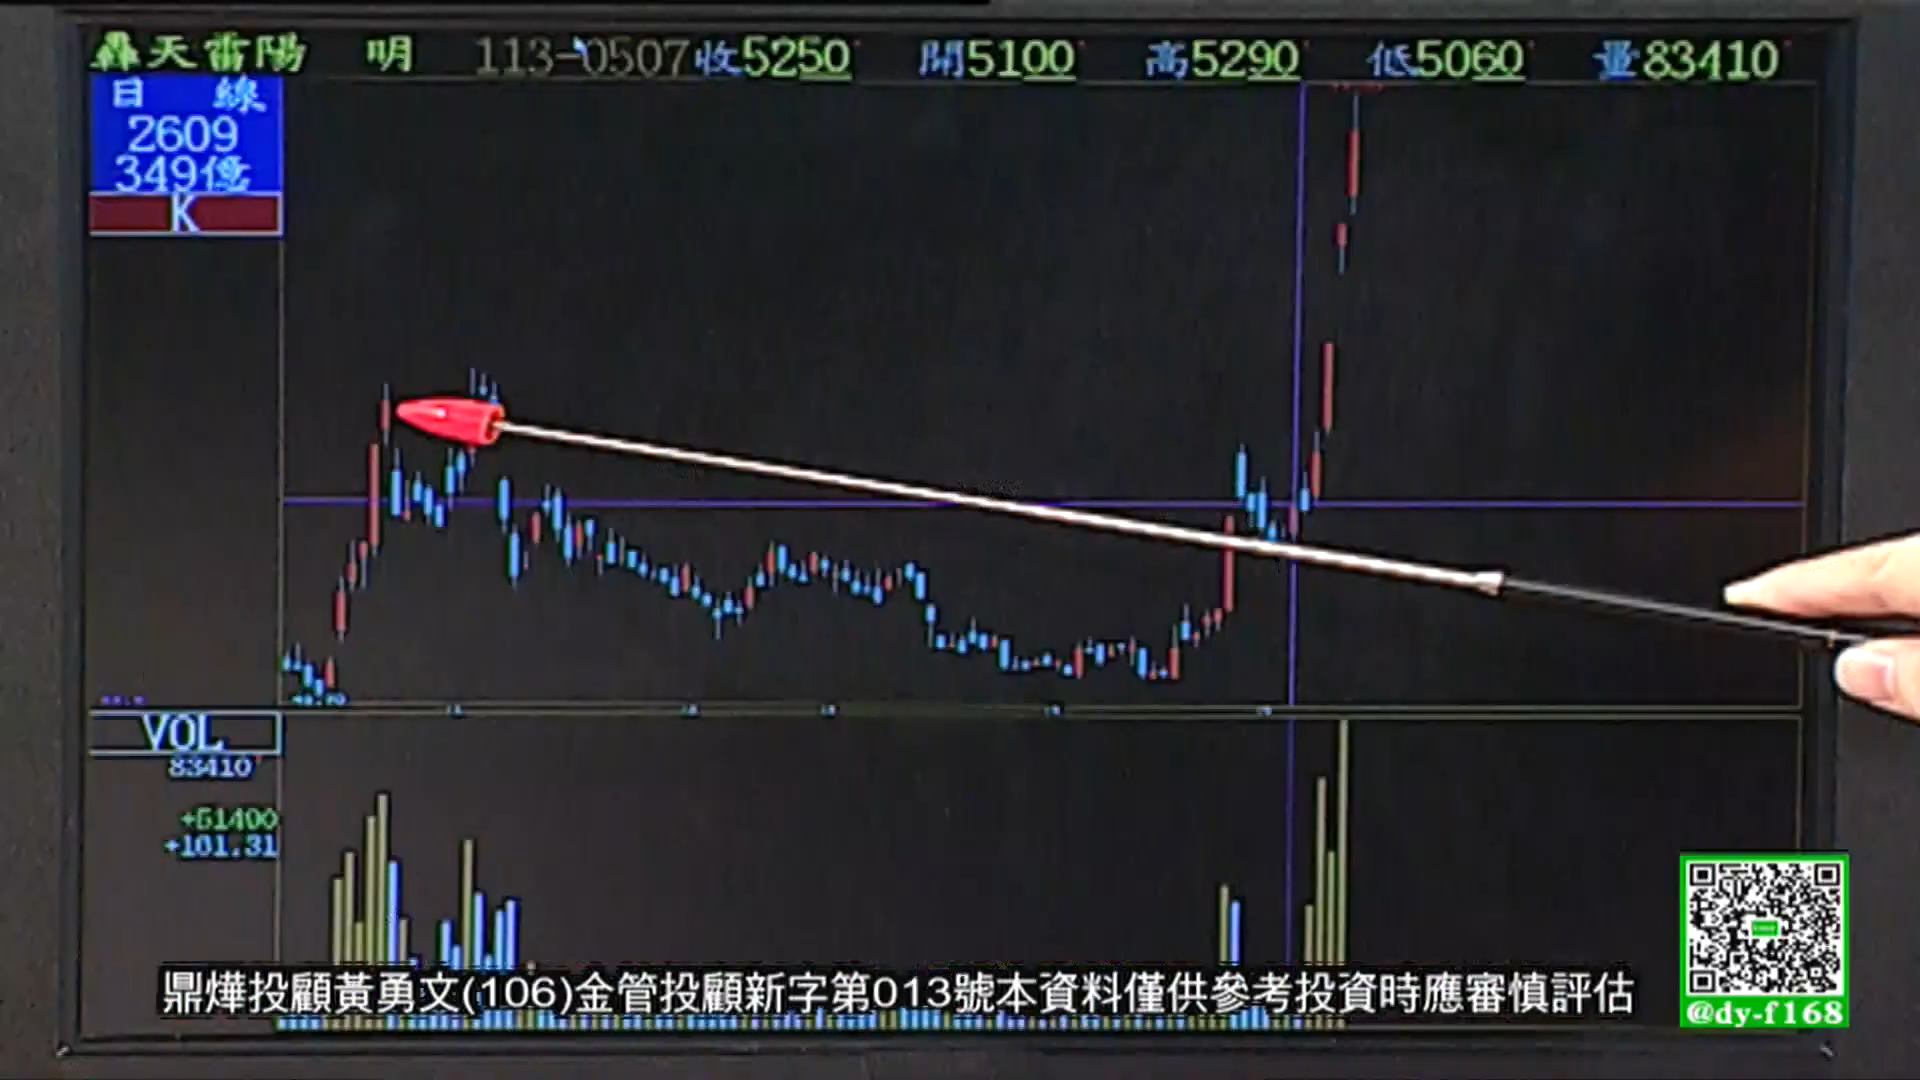 轟天雷陽 明 113-0507收5250 開5100 高5290 低5060 量83410
日 線
2609
349億
K
VOL
83410
+51400
+101.31
鼎燁投顧黃勇文(106)金管投顧新字第013號本資料僅供參考投資時應審慎評估
@dy-f168